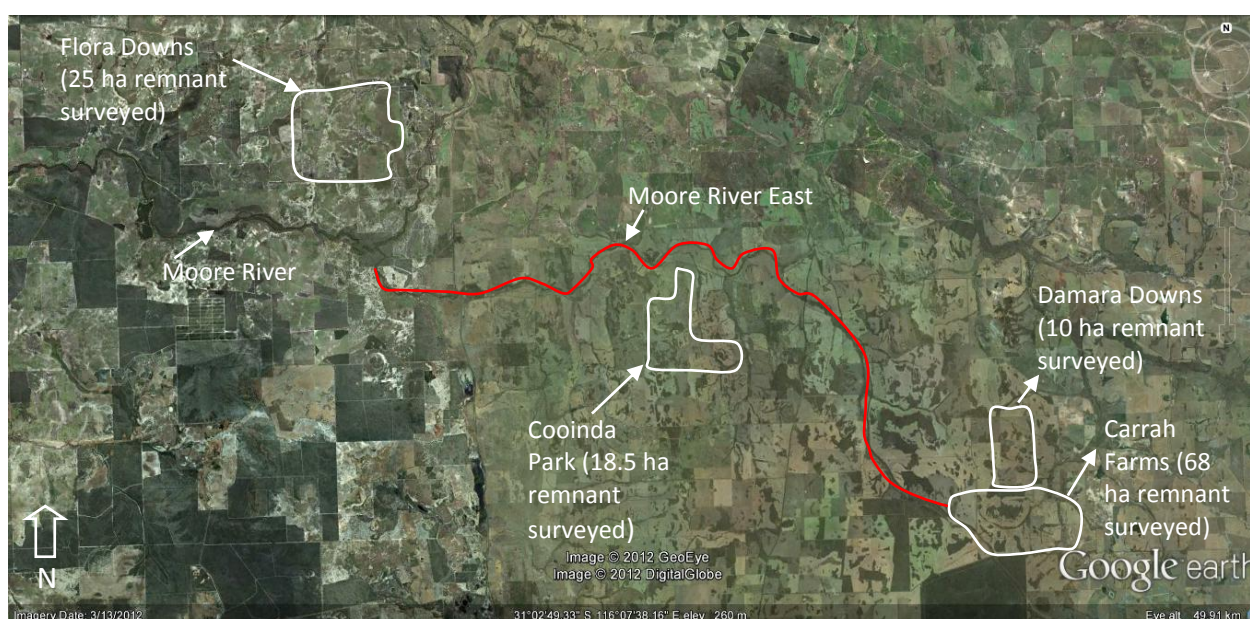 Flora Downs
(25 ha remnant
surveyed)
N
Moore River East
Moore River
Damara Downs
(10 ha remnant
surveyed)
Cooinda
Park (18.5 ha
remnant
surveyed)
Carrah
Farms (68
ha remnant
surveyed)
N
Image © 2012 GeoEye
Image © 2012 DigitalGlobe
Google earth
Imagery Date: 3/13/2012
31°02'49.33" S 116°07'38.16" E elev 260 m
Eye alt 49.91 km